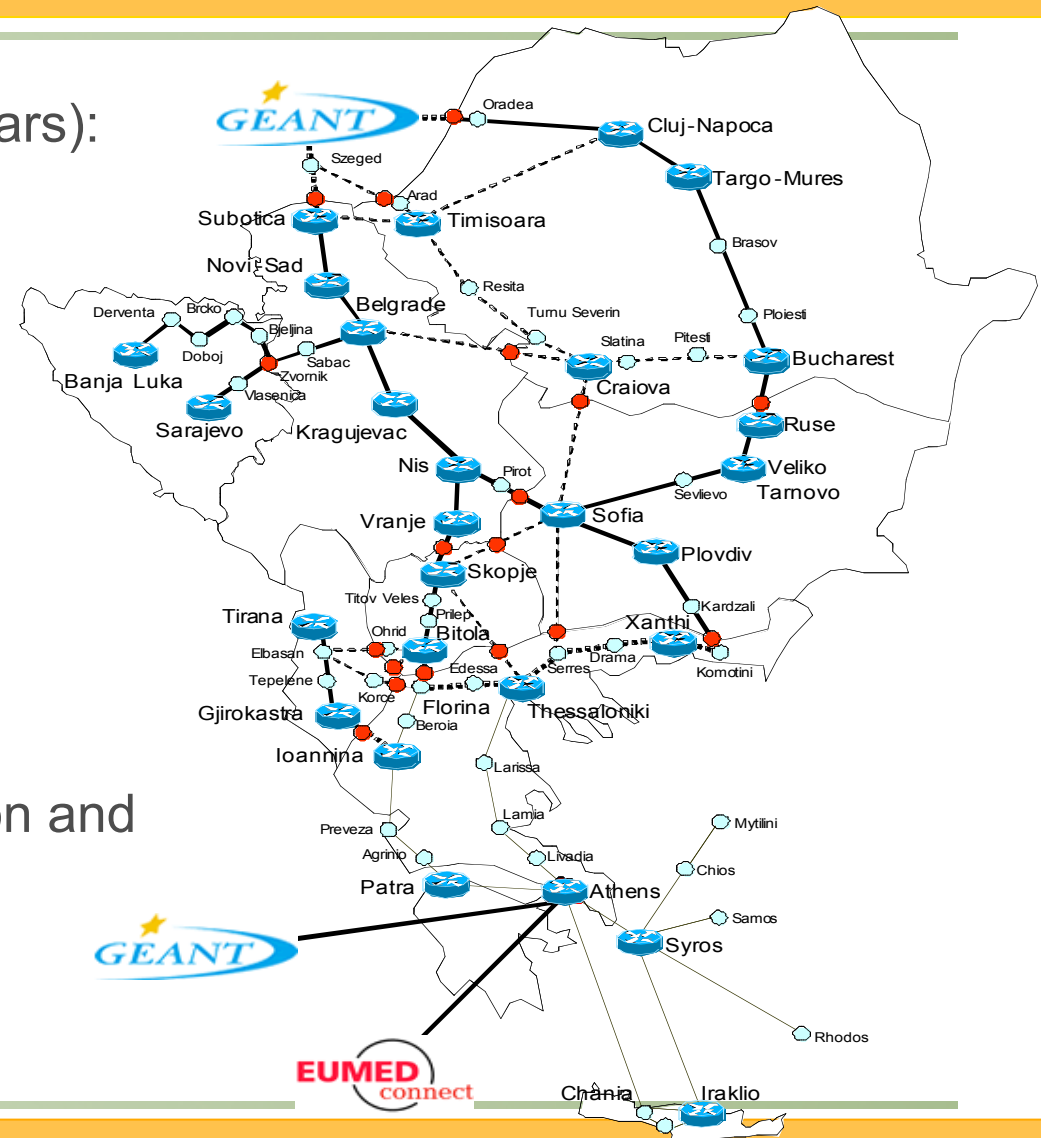 ars):
GEANT
Oradea
Cluj-Napoca
Szeged
Targo-Mures
Arad
Subotica
Timisoara
Brasov
Novi Sad
Resita
Belgrade
Derventa
Brcko
Turnu Severin
Ploiesti
Bjeljina
Slatina
Pitesti
Doboj
Sabac
Bucharest
Banja Luka
Zvornik
Craiova
Vlasenica
Sarajevo
Kragujevac
Ruse
Nis
Pirot
Veliko
Tarnovo
Sevlievo
Sofia
Vranje
Plovdiv
Skopje
Titov Veles
Kardzali
Prilep
Tirana
Xanthi
Ohrid
Bitola
Elbasan
Edessa
Serres
Drama
Komotini
Tepelene
Korce
Florina
Thessaloniki
Gjirokastra
Beroia
Ioannina
Larissa
on and
Preveza
Lamia
Mytilini
Agrinio
Livadia
Chios
Patra
Athens
Samos
GEANT
Syros
Rhodos
EUMED
connect
Chania
Iraklio